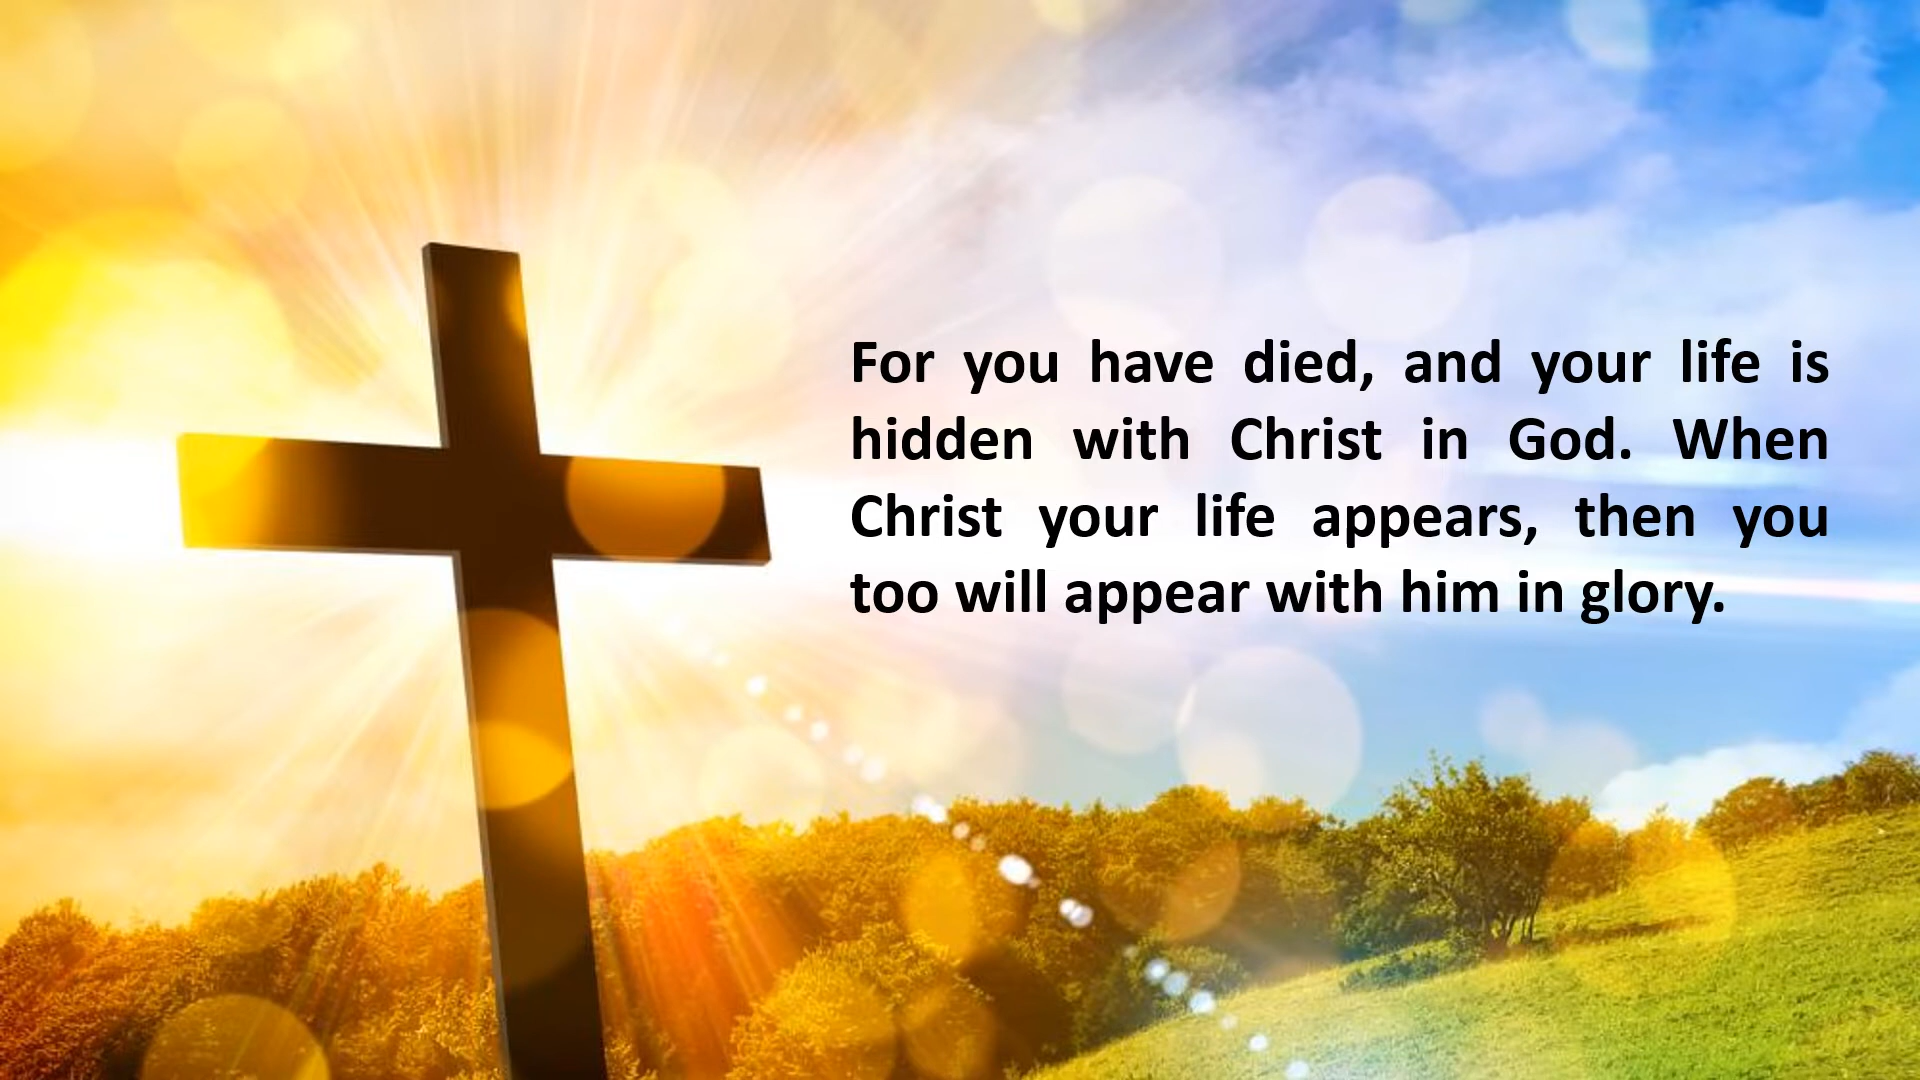 For you have died, and your life is
hidden with Christ in God. When
Christ your life appears, then you
too will appear with him in glory.